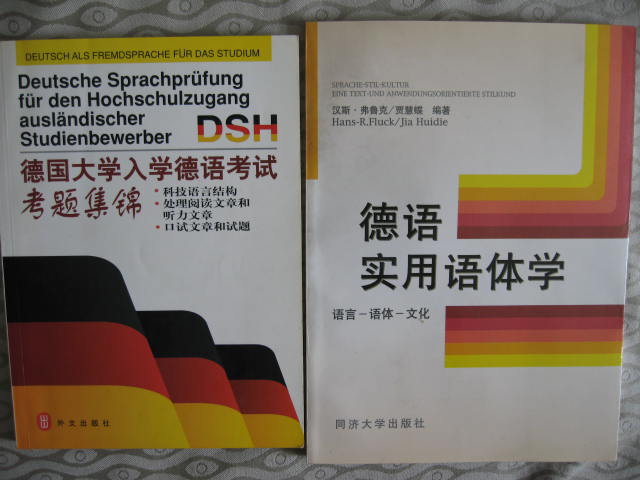 DEUTSCH ALS FREMDSPRACHE FÜR DAS STUDIUM
Deutsche Sprachprüfung
für den Hochschulzugang
ausländischer
Studienbewerber
DSH
德国大学入学德语考试
考题集锦
·科技语言结构
·处理阅读文章和
听力文章
·口试文章和试题
外文出版社
SPRACHE-STIL-KULTUR
EINE TEXT-UND ANWENDUNGSORIENTIERTE STILKUND
汉斯·弗鲁克/贾慧蝶 编著
Hans-R.Fluck/Jia Huidie
德语
实用语体学
语言－语体－文化
同济大学出版社